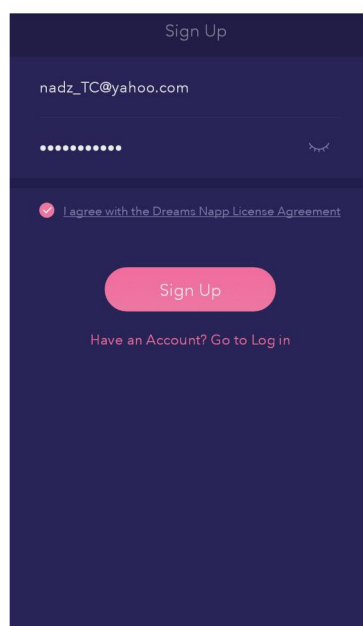 Sign Up
nadz_TC@yahoo.com
●●●●●●●●●●●
I agree with the Dreams Napp License Agreement
Sign Up
Have an Account? Go to Log in